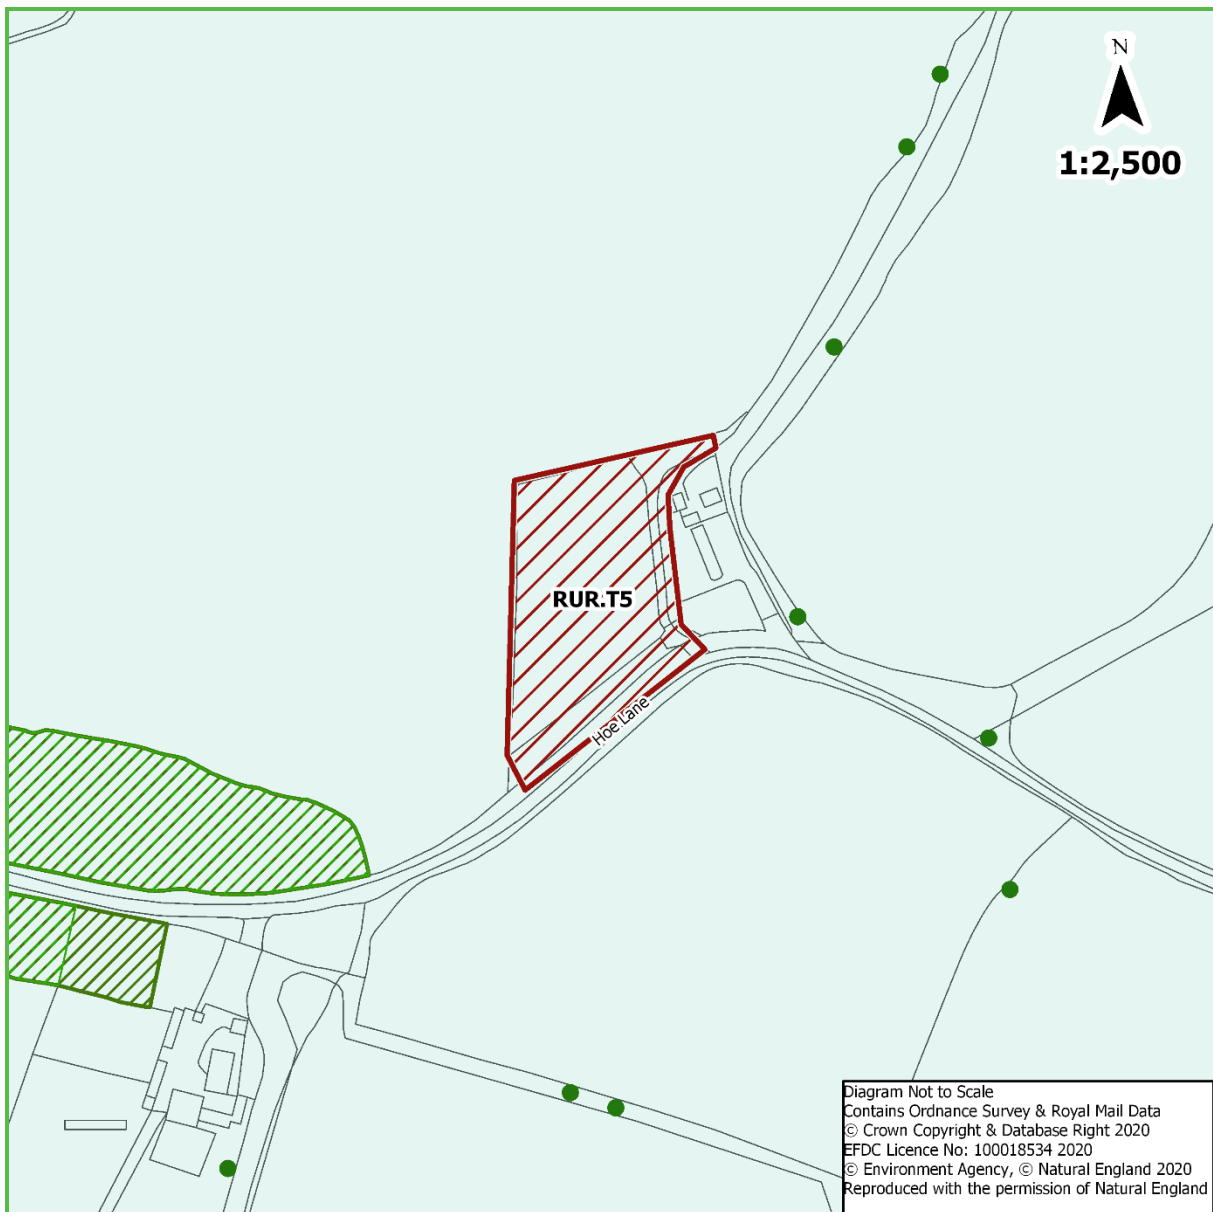 N
1:2,500
RUR.T5
Hoe Lane
Diagram Not to Scale
Contains Ordnance Survey & Royal Mail Data
© Crown Copyright & Database Right 2020
EFDC Licence No: 100018534 2020
© Environment Agency, © Natural England 2020
Reproduced with the permission of Natural England